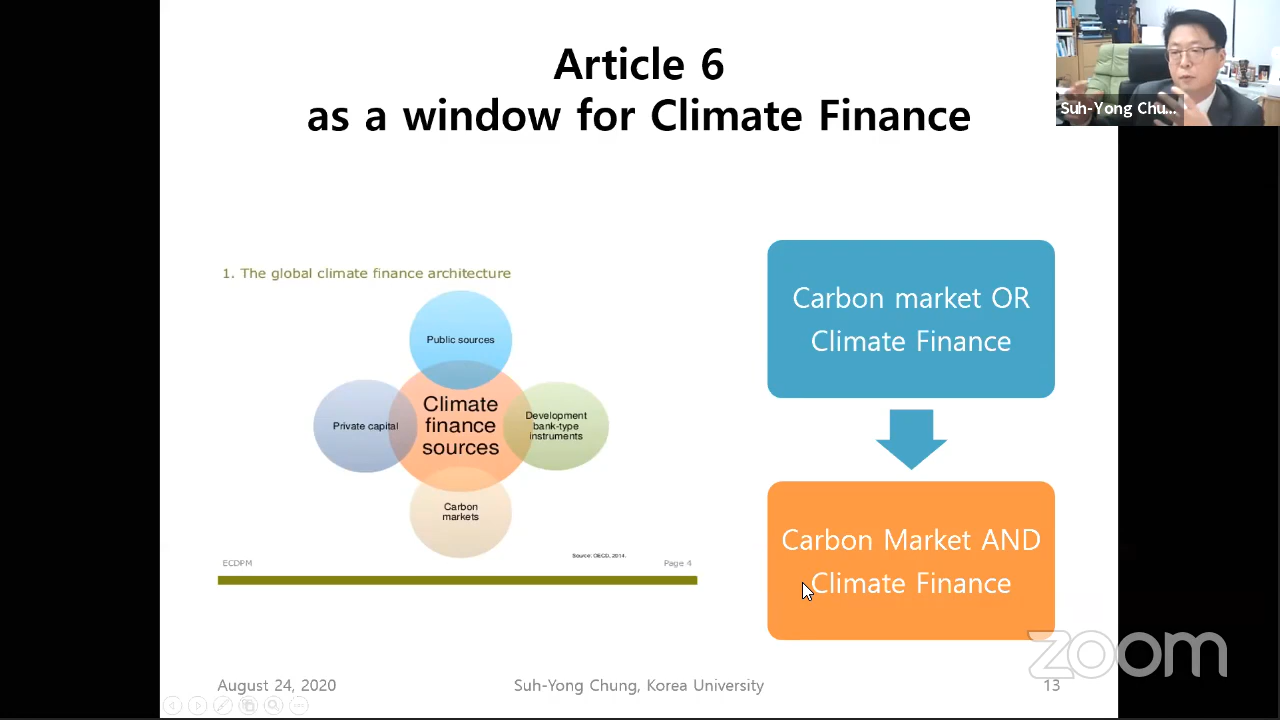 Article 6
as a window for Climate Finance
Suh-Yong Chu...
1. The global climate finance architecture
Public sources
Private capital
Climate
finance
sources
Development
bank-type
instruments
Carbon
markets
Source: OECD, 2014.
ECDPM
Page 4
Carbon market OR
Climate Finance
Carbon Market AND
Climate Finance
zoom
August 24, 2020
Suh-Yong Chung, Korea University
13